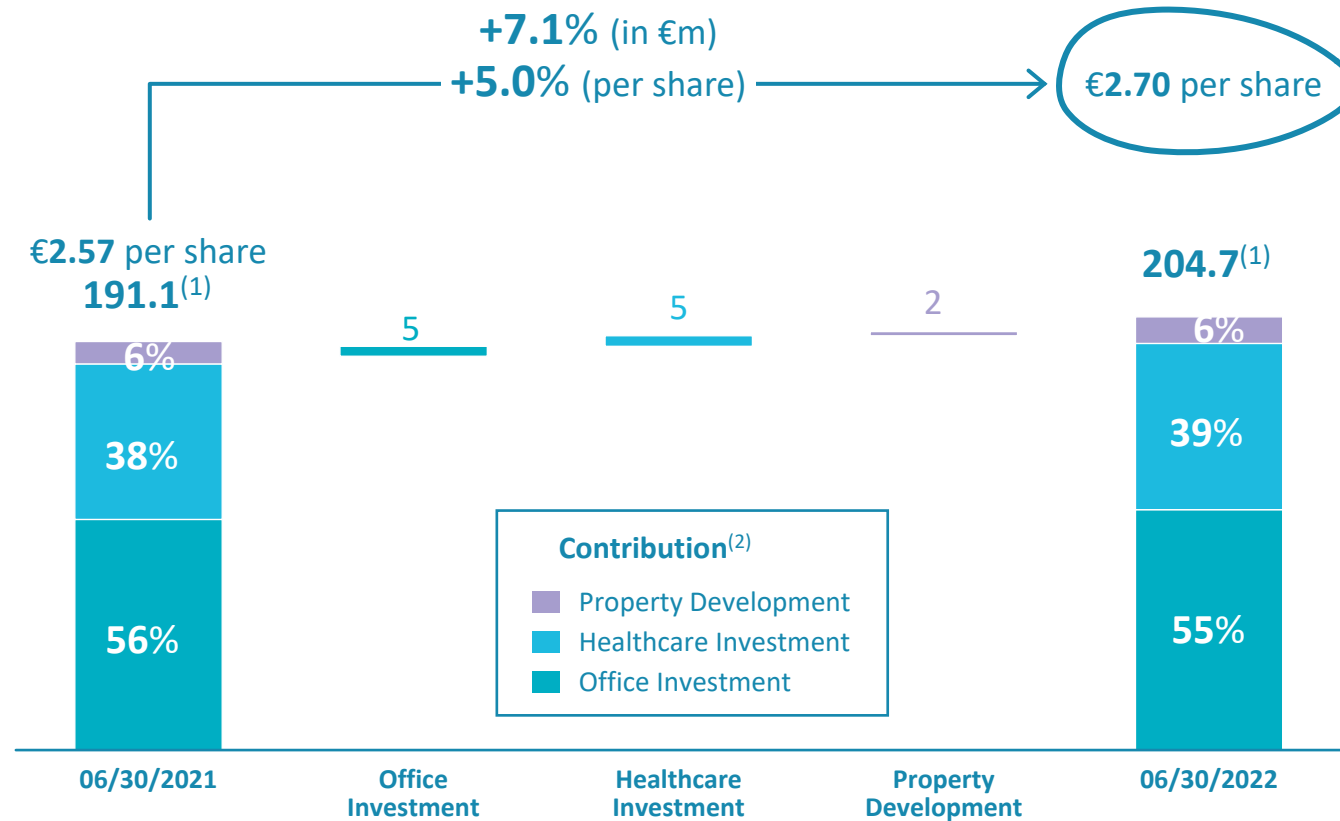 +7.1% (in €m)
+5.0% (per share)
€2.70 per share
€2.57 per share
191.1(1)
204.7(1)
5
5
2
6%
6%
38%
39%
56%
55%
Contribution(2)
Property Development
Healthcare Investment
Office Investment
06/30/2021
Office
Investment
Healthcare
Investment
Property
Development
06/30/2022